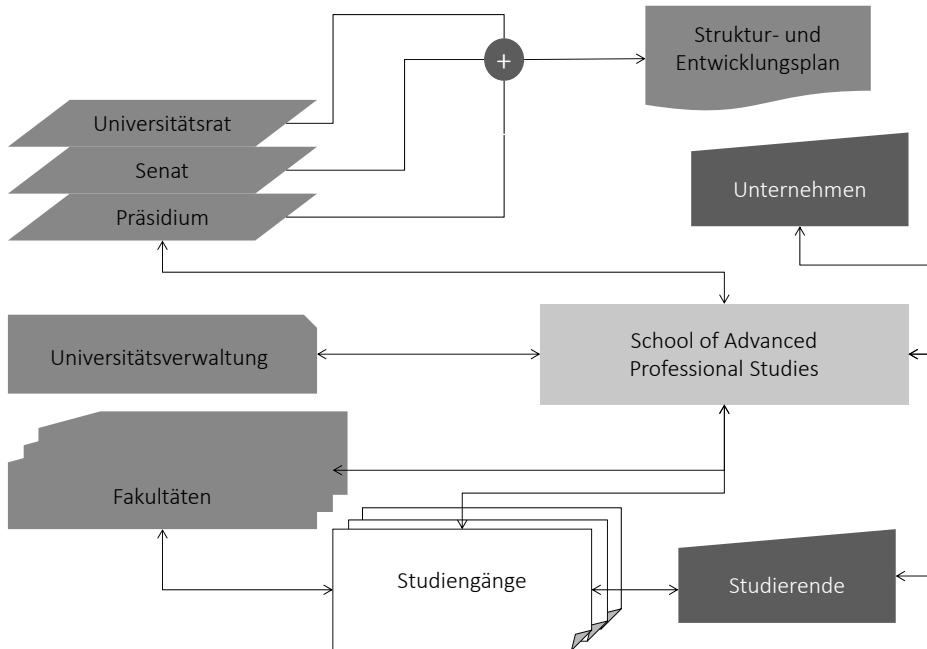 Struktur- und
Entwicklungsplan
+
Universitätsrat
Senat
Präsidium
Unternehmen
School of Advanced
Professional Studies
Universitätsverwaltung
Fakultäten
Studiengänge
Studierende